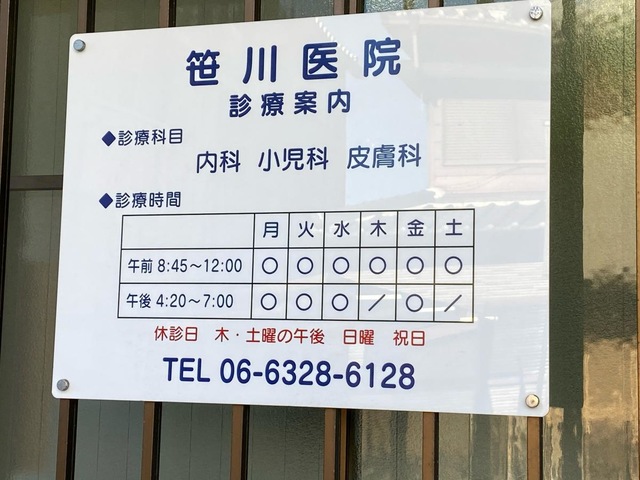 笹川医院
診療案内
◆診療科目
内科 小児科 皮膚科
◆診療時間
月 火 水 木 金 土
午前 8:45～12:00 ○ ○ ○ ○ ○ ○
午後 4:20～7:00 ○ ○ ○ ／ ○ ／
休診日 木・土曜の午後 日曜 祝日
TEL 06-6328-6128